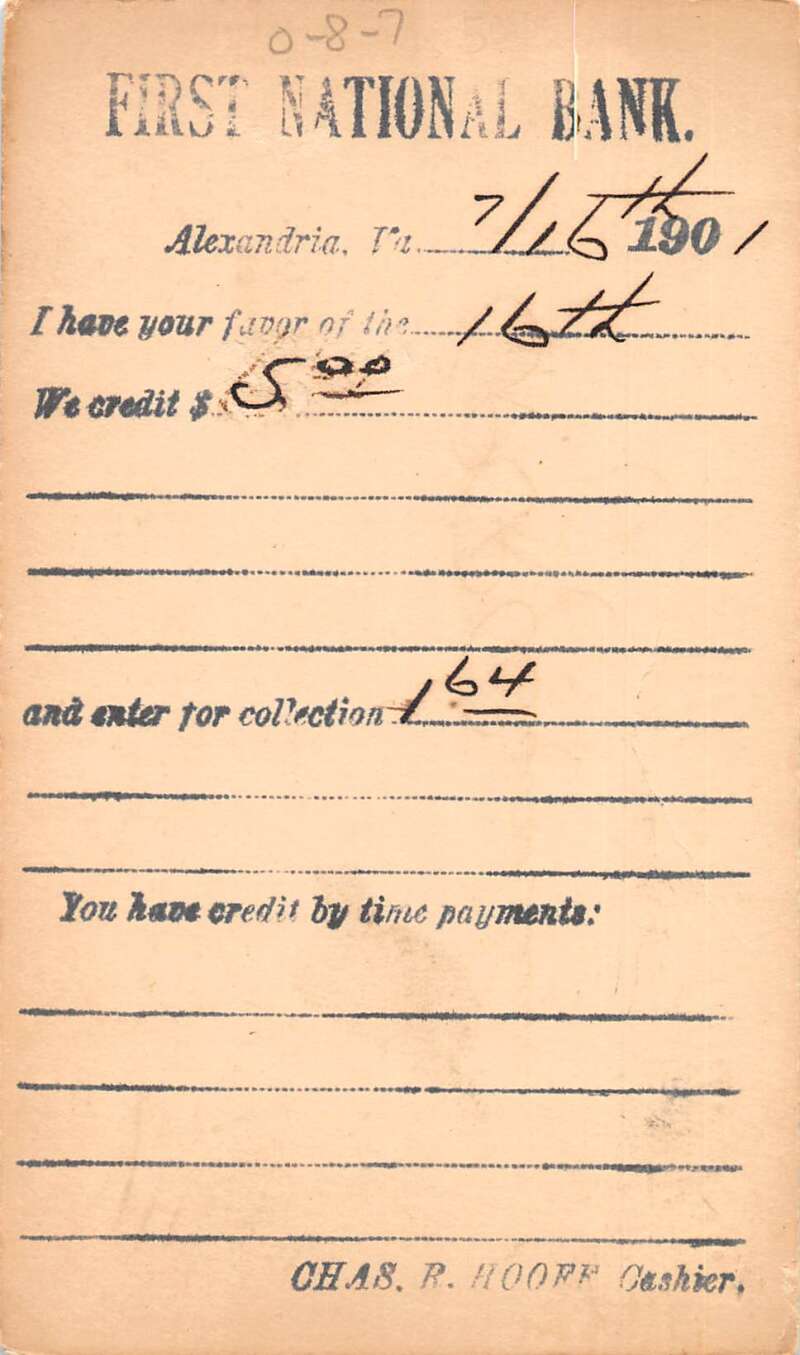 0-8-7
FIRST NATIONAL BANK.
Alexandria, Va. 7/16th 1901
I have your favor of the 16th
We credit $ 5.00
and enter for collection 1 64
You have credit by time payments:
CHAS. R. HOOFF Cashier.